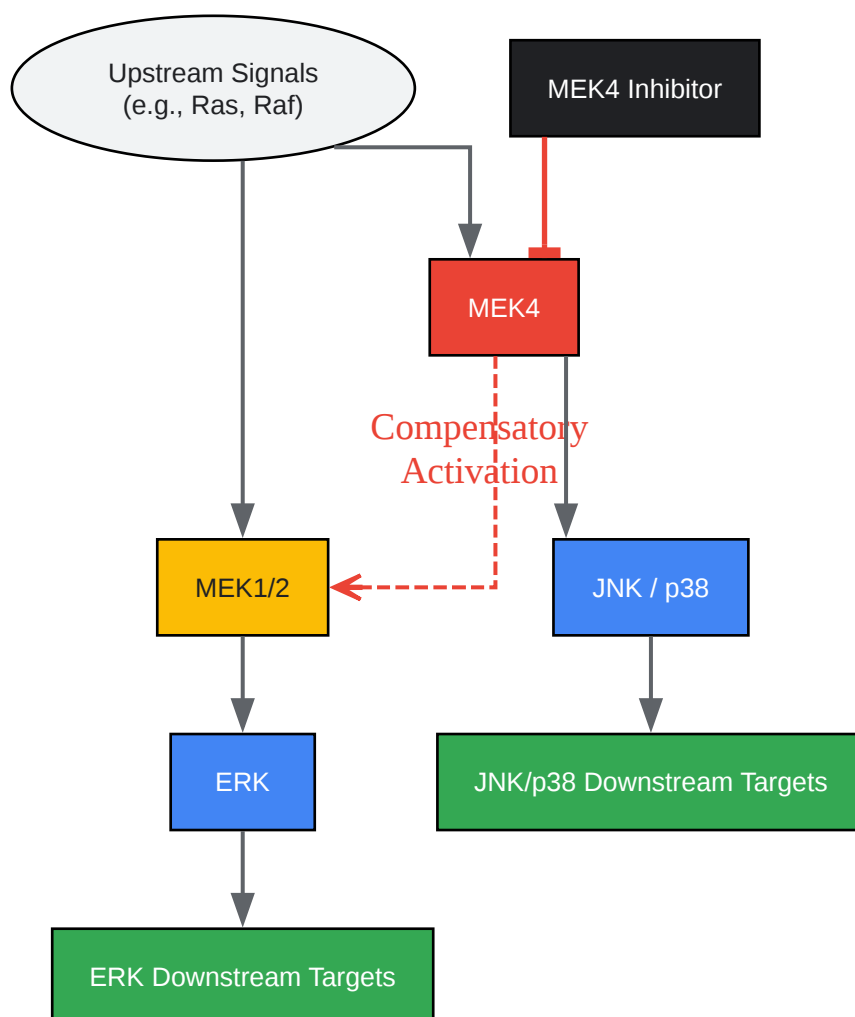 Upstream Signals
(e.g., Ras, Raf)
MEK4 Inhibitor
MEK4
Compensatory
Activation
MEK1/2
JNK / p38
ERK
JNK/p38 Downstream Targets
ERK Downstream Targets